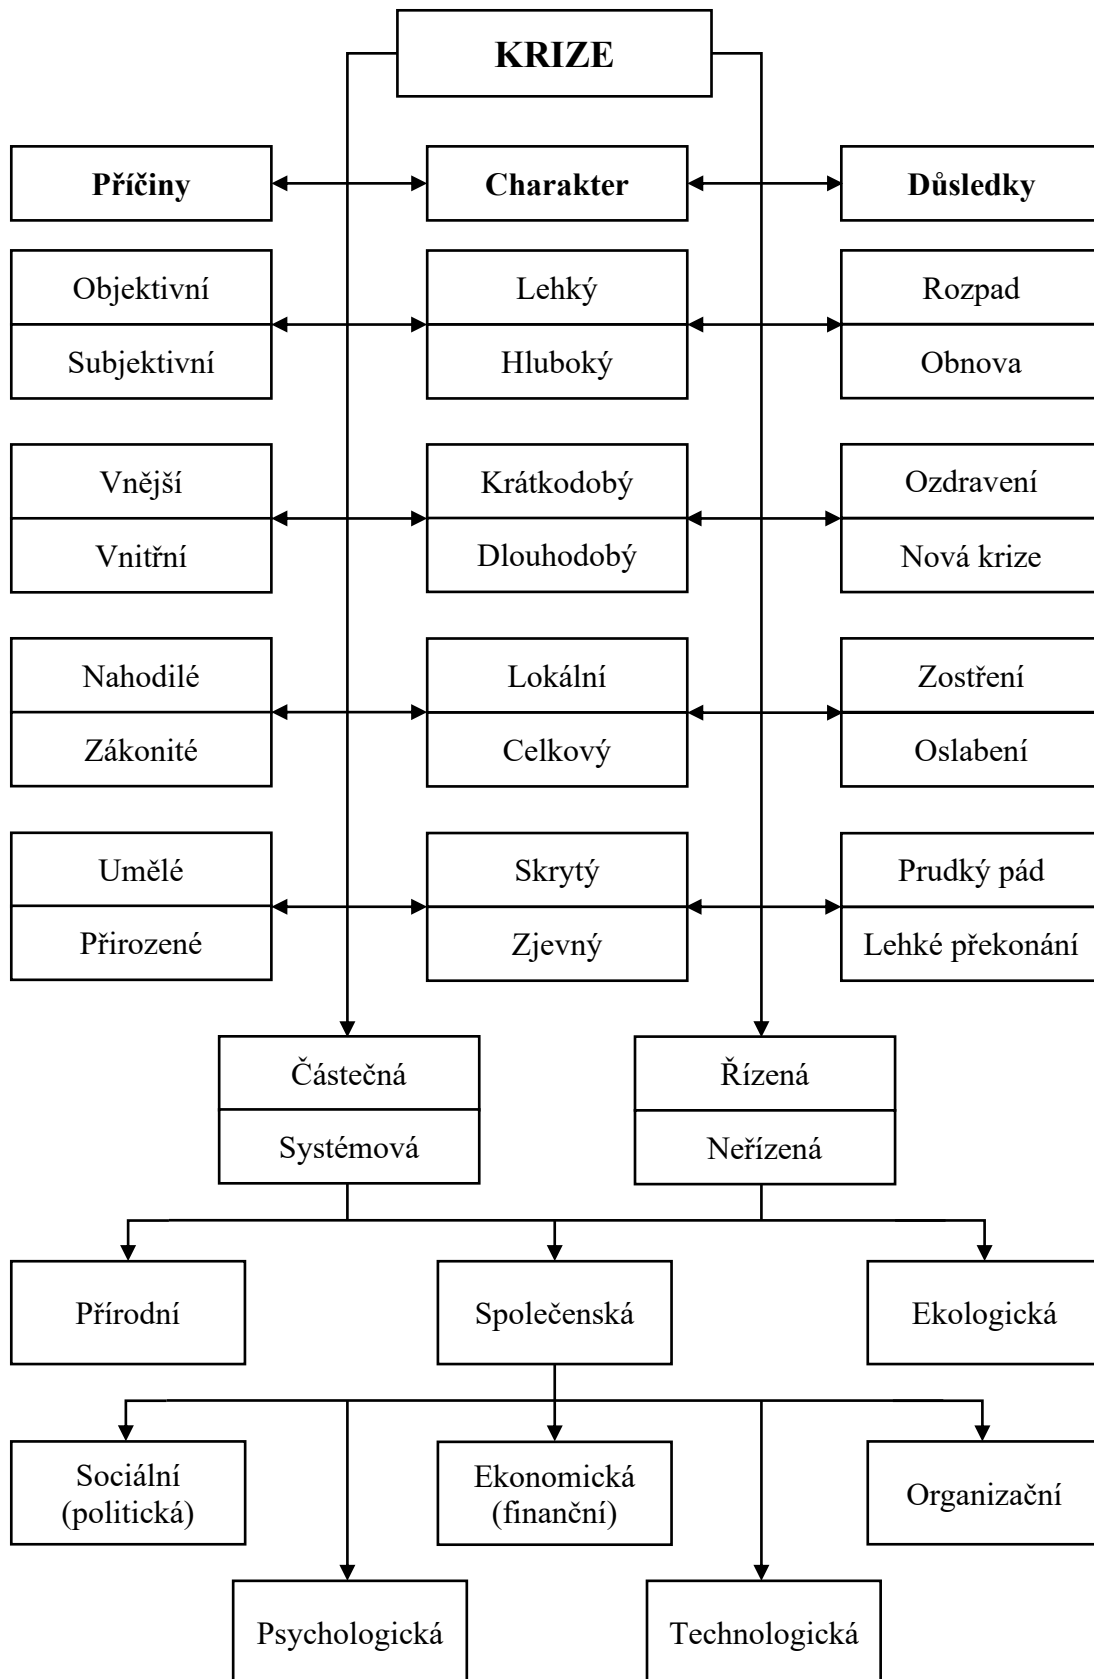 KRIZE
Příčiny
Charakter
Důsledky
Objektivní
Lehký
Rozpad
Subjektivní
Hluboký
Obnova
Vnější
Krátkodobý
Ozdravení
Vnitřní
Dlouhodobý
Nová krize
Nahodilé
Lokální
Zostření
Zákonité
Celkový
Oslabení
Umělé
Skrytý
Prudký pád
Přirozené
Zjevný
Lehké překonání
Částečná
Řízená
Systémová
Neřízená
Přírodní
Společenská
Ekologická
Sociální
(politická)
Ekonomická
(finanční)
Organizační
Psychologická
Technologická